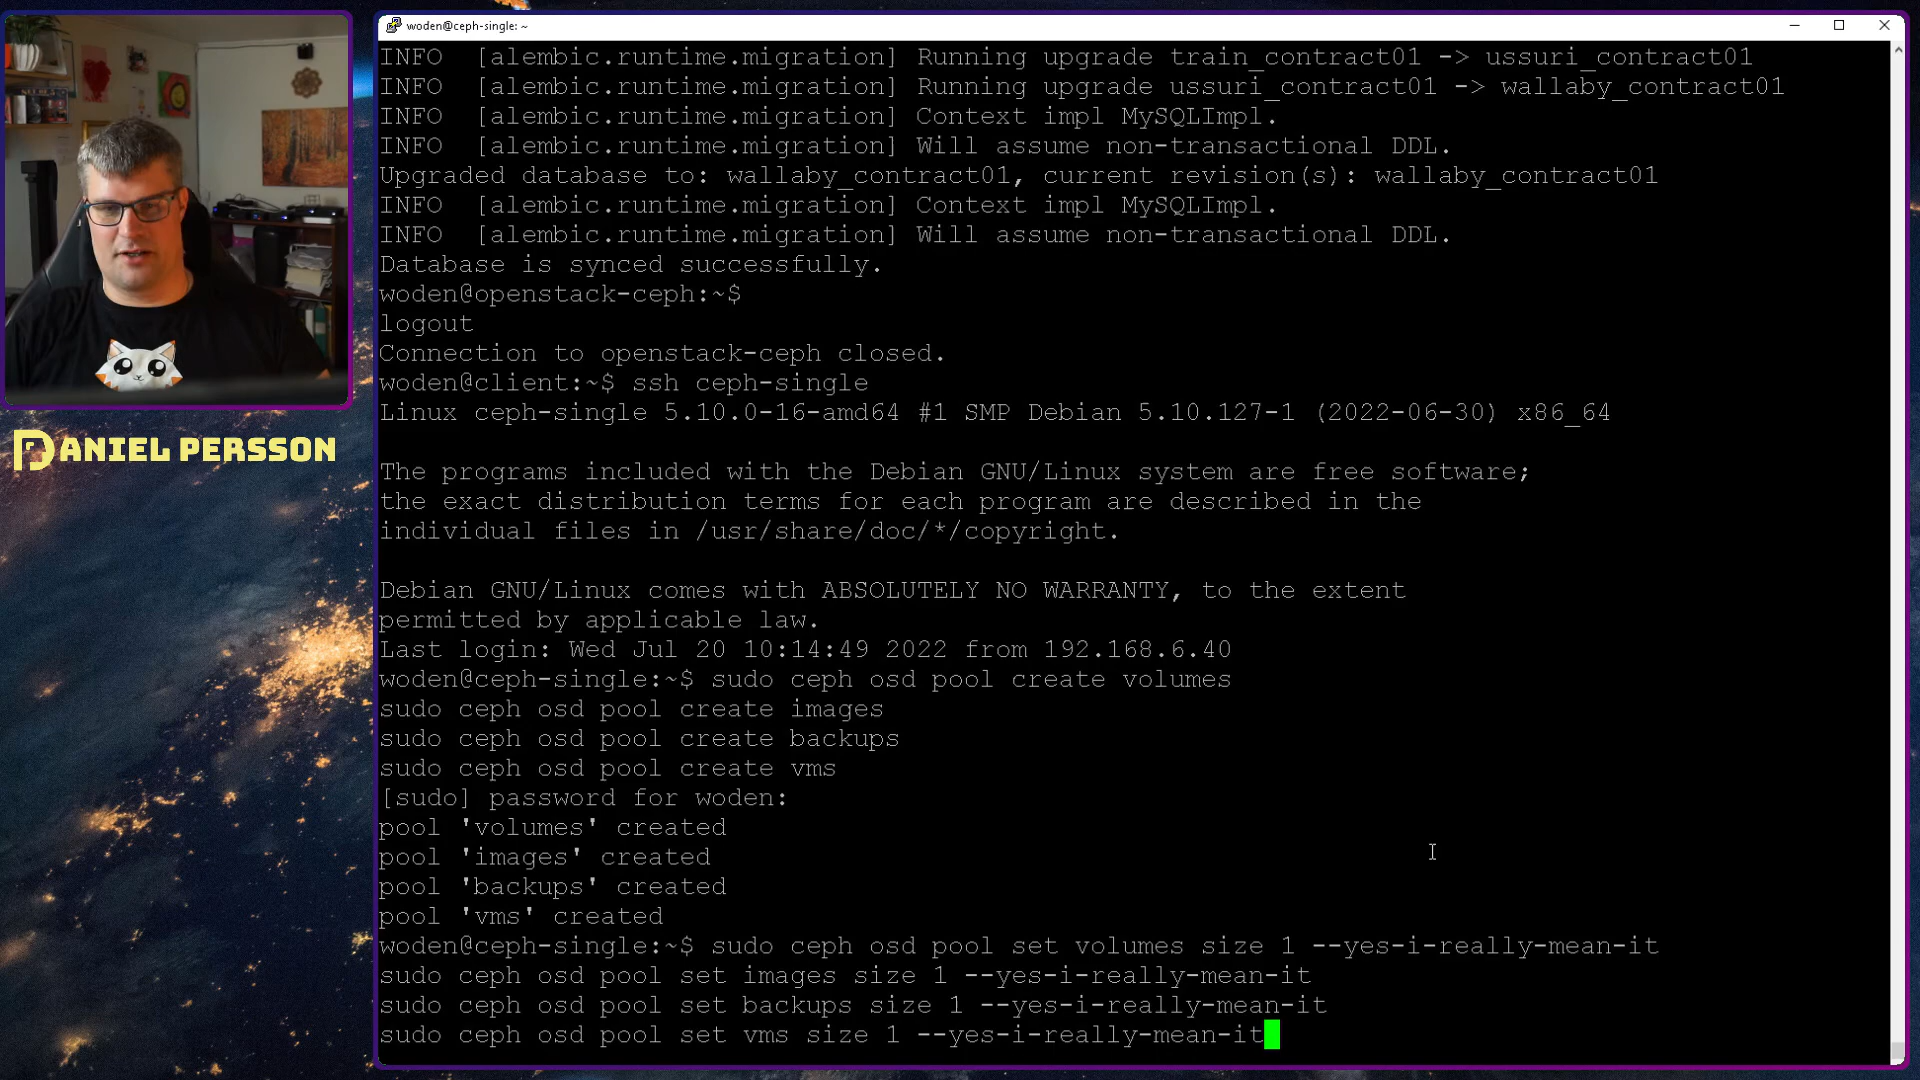 woden@ceph-single: ~
INFO  [alembic.runtime.migration] Running upgrade train_contract01 -> ussuri_contract01
INFO  [alembic.runtime.migration] Running upgrade ussuri_contract01 -> wallaby_contract01
INFO  [alembic.runtime.migration] Context impl MySQLImpl.
INFO  [alembic.runtime.migration] Will assume non-transactional DDL.
Upgraded database to: wallaby_contract01, current revision(s): wallaby_contract01
INFO  [alembic.runtime.migration] Context impl MySQLImpl.
INFO  [alembic.runtime.migration] Will assume non-transactional DDL.
Database is synced successfully.
woden@openstack-ceph:~$
logout
Connection to openstack-ceph closed.
woden@client:~$ ssh ceph-single
Linux ceph-single 5.10.0-16-amd64 #1 SMP Debian 5.10.127-1 (2022-06-30) x86_64
The programs included with the Debian GNU/Linux system are free software;
the exact distribution terms for each program are described in the
individual files in /usr/share/doc/*/copyright.
Debian GNU/Linux comes with ABSOLUTELY NO WARRANTY, to the extent
permitted by applicable law.
Last login: Wed Jul 20 10:14:49 2022 from 192.168.6.40
woden@ceph-single:~$ sudo ceph osd pool create volumes
sudo ceph osd pool create images
sudo ceph osd pool create backups
sudo ceph osd pool create vms
[sudo] password for woden:
pool 'volumes' created
pool 'images' created
pool 'backups' created
pool 'vms' created
woden@ceph-single:~$ sudo ceph osd pool set volumes size 1 --yes-i-really-mean-it
sudo ceph osd pool set images size 1 --yes-i-really-mean-it
sudo ceph osd pool set backups size 1 --yes-i-really-mean-it
sudo ceph osd pool set vms size 1 --yes-i-really-mean-it
DANIEL PERSSON